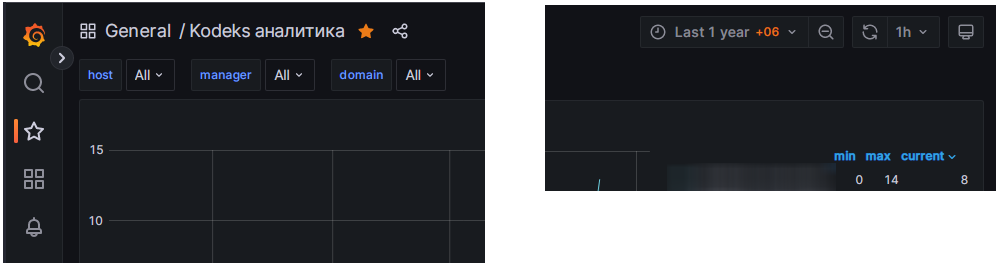 General / Kodeks аналитика
host All manager All domain All
15
10
Last 1 year +06 1h
min max current
0 14 8